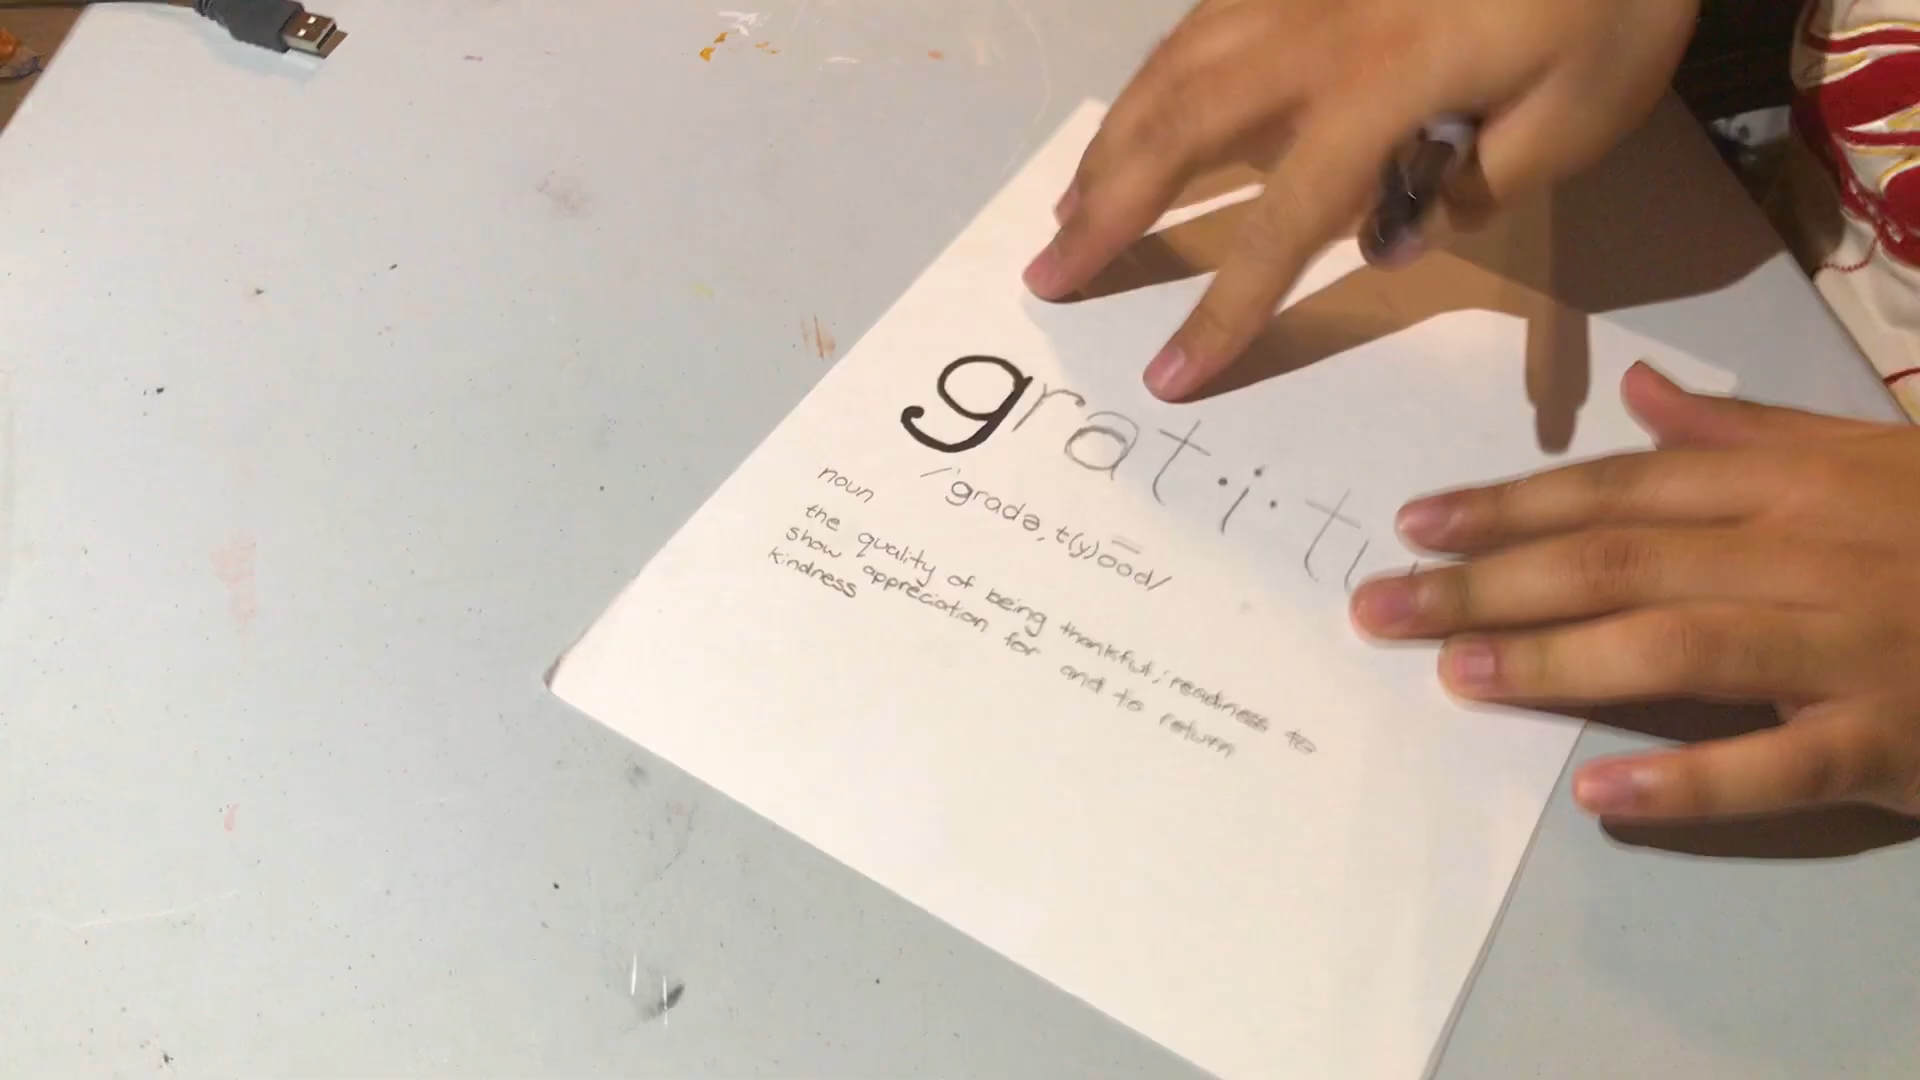 grat·i·tu
/ˈgradə,t(y)o͞od/
noun
the quality of being thankful; readiness to
show appreciation for and to return
kindness